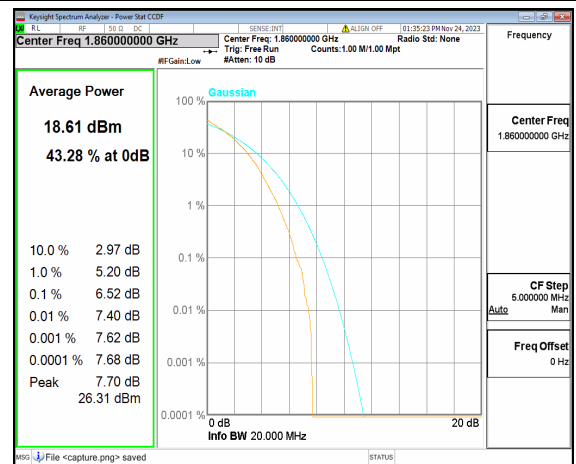 Keysight Spectrum Analyzer - Power Stat CCDF
RL RF 50 Ω DC SENSE:INT ALIGN OFF 01:35:23 PM Nov 24, 2023
Center Freq 1.860000000 GHz
Center Freq: 1.860000000 GHz Radio Std: None
Trig: Free Run Counts:1.00 M/1.00 Mpt
#IFGain:Low #Atten: 10 dB
Frequency
Average Power
18.61 dBm
43.28 % at 0dB
10.0 % 2.97 dB
1.0 % 5.20 dB
0.1 % 6.52 dB
0.01 % 7.40 dB
0.001 % 7.62 dB
0.0001 % 7.68 dB
Peak 7.70 dB
26.31 dBm
Gaussian
100 %
10 %
1 %
0.1 %
0.01 %
0.001 %
0.0001 %
0 dB 20 dB
Info BW 20.000 MHz
Center Freq
1.860000000 GHz
CF Step
5.000000 MHz
Auto Man
Freq Offset
0 Hz
MSG File <capture.png> saved STATUS